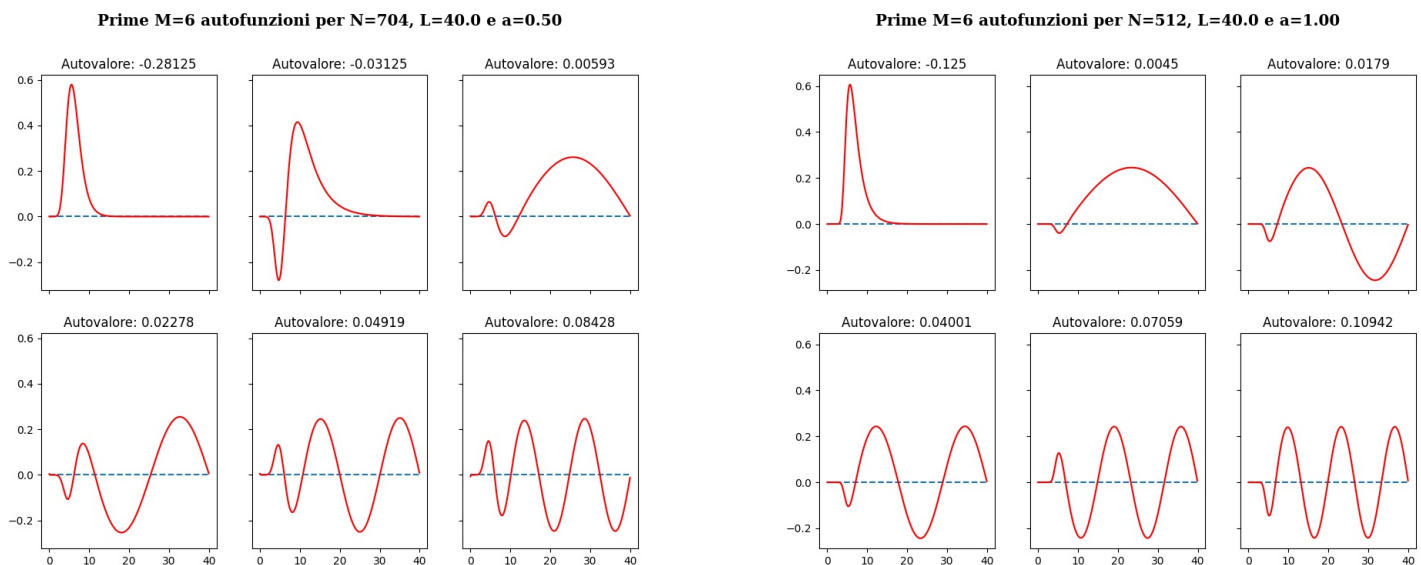 Prime M=6 autofunzioni per N=704, L=40.0 e a=0.50
Autovalore: -0.28125
Autovalore: -0.03125
Autovalore: 0.00593
0.6
0.4
0.2
0.0
−0.2
Autovalore: 0.02278
Autovalore: 0.04919
Autovalore: 0.08428
0.6
0.4
0.2
0.0
−0.2
0 10 20 30 40
0 10 20 30 40
0 10 20 30 40
Prime M=6 autofunzioni per N=512, L=40.0 e a=1.00
Autovalore: -0.125
Autovalore: 0.0045
Autovalore: 0.0179
0.6
0.4
0.2
0.0
−0.2
Autovalore: 0.04001
Autovalore: 0.07059
Autovalore: 0.10942
0.6
0.4
0.2
0.0
−0.2
0 10 20 30 40
0 10 20 30 40
0 10 20 30 40